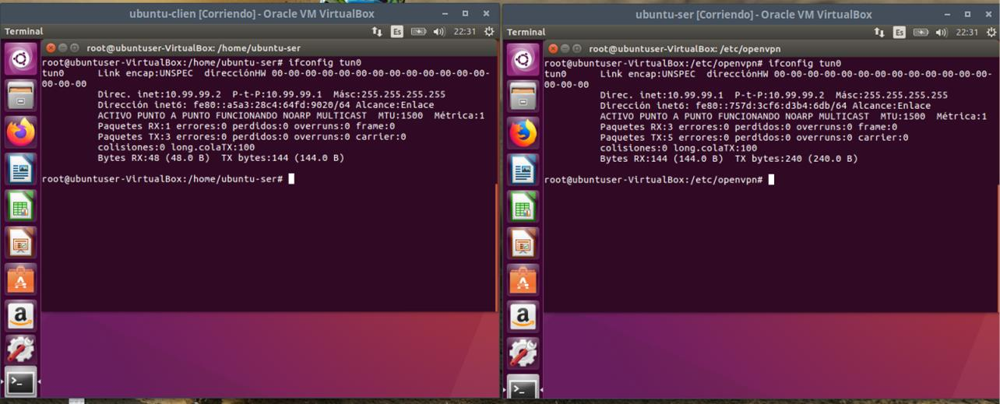 ubuntu-clien [Corriendo] - Oracle VM VirtualBox
Terminal
Es
22:31
root@ubuntuser-VirtualBox: /home/ubuntu-ser
root@ubuntuser-VirtualBox:/home/ubuntu-ser# ifconfig tun0
tun0 Link encap:UNSPEC direcciónHW 00-00-00-00-00-00-00-00-00-00-00-00-00-
00-00-00
Direc. inet:10.99.99.2 P-t-P:10.99.99.1 Másc:255.255.255.255
Dirección inet6: fe80::a5a3:28c4:64fd:9020/64 Alcance:Enlace
ACTIVO PUNTO A PUNTO FUNCIONANDO NOARP MULTICAST MTU:1500 Métrica:1
Paquetes RX:1 errores:0 perdidos:0 overruns:0 frame:0
Paquetes TX:3 errores:0 perdidos:0 overruns:0 carrier:0
colisiones:0 long.colaTX:100
Bytes RX:48 (48.0 B) TX bytes:144 (144.0 B)
root@ubuntuser-VirtualBox:/home/ubuntu-ser#
ubuntu-ser [Corriendo] - Oracle VM VirtualBox
Terminal
Es
22:31
root@ubuntuser-VirtualBox: /etc/openvpn
root@ubuntuser-VirtualBox:/etc/openvpn# ifconfig tun0
tun0 Link encap:UNSPEC direcciónHW 00-00-00-00-00-00-00-00-00-00-00-00-00-
00-00-00
Direc. inet:10.99.99.1 P-t-P:10.99.99.2 Másc:255.255.255.255
Dirección inet6: fe80::757d:3cf6:d3b4:6db/64 Alcance:Enlace
ACTIVO PUNTO A PUNTO FUNCIONANDO NOARP MULTICAST MTU:1500 Métrica:1
Paquetes RX:3 errores:0 perdidos:0 overruns:0 frame:0
Paquetes TX:5 errores:0 perdidos:0 overruns:0 carrier:0
colisiones:0 long.colaTX:100
Bytes RX:144 (144.0 B) TX bytes:240 (240.0 B)
root@ubuntuser-VirtualBox:/etc/openvpn#